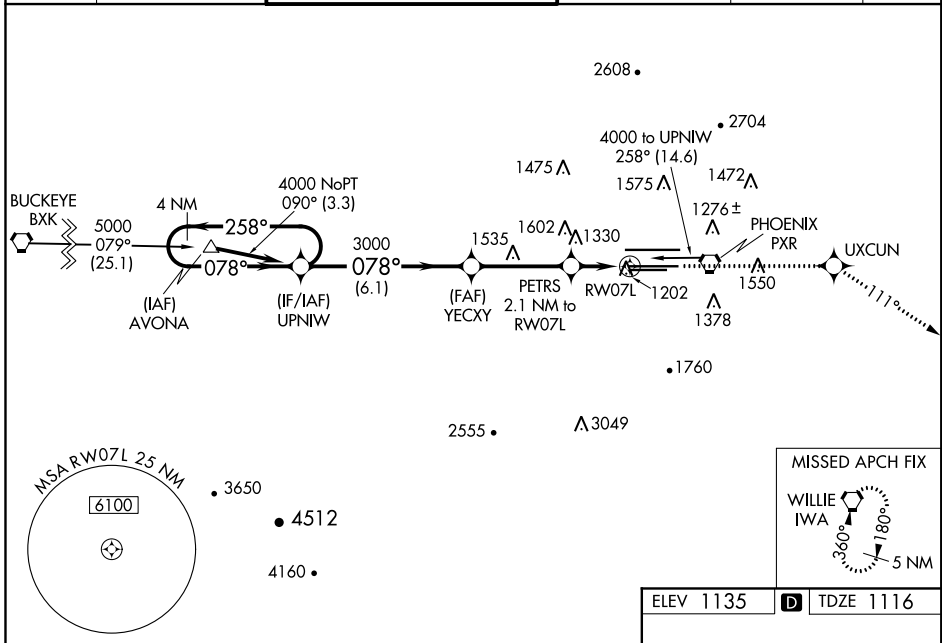 2608
2704
4000 to UPNIW
258° (14.6)
1475
1575
1472
4000 NoPT
090° (3.3)
4 NM
BUCKEYE
BXK
5000
079°
(25.1)
258°
078°
3000
078°
(6.1)
1535
1602
1330
1276±
PHOENIX
PXR
UXCUN
111°
(IAF)
AVONA
(IF/IAF)
UPNIW
(FAF)
YECXY
PETRS
2.1 NM to
RW07L
RW07L
1202
1550
1378
1760
2555
3049
MSA RW07L 25 NM
6100
3650
4512
4160
MISSED APCH FIX
WILLIE
IWA
360°
180°
5 NM
ELEV 1135 D TDZE 1116